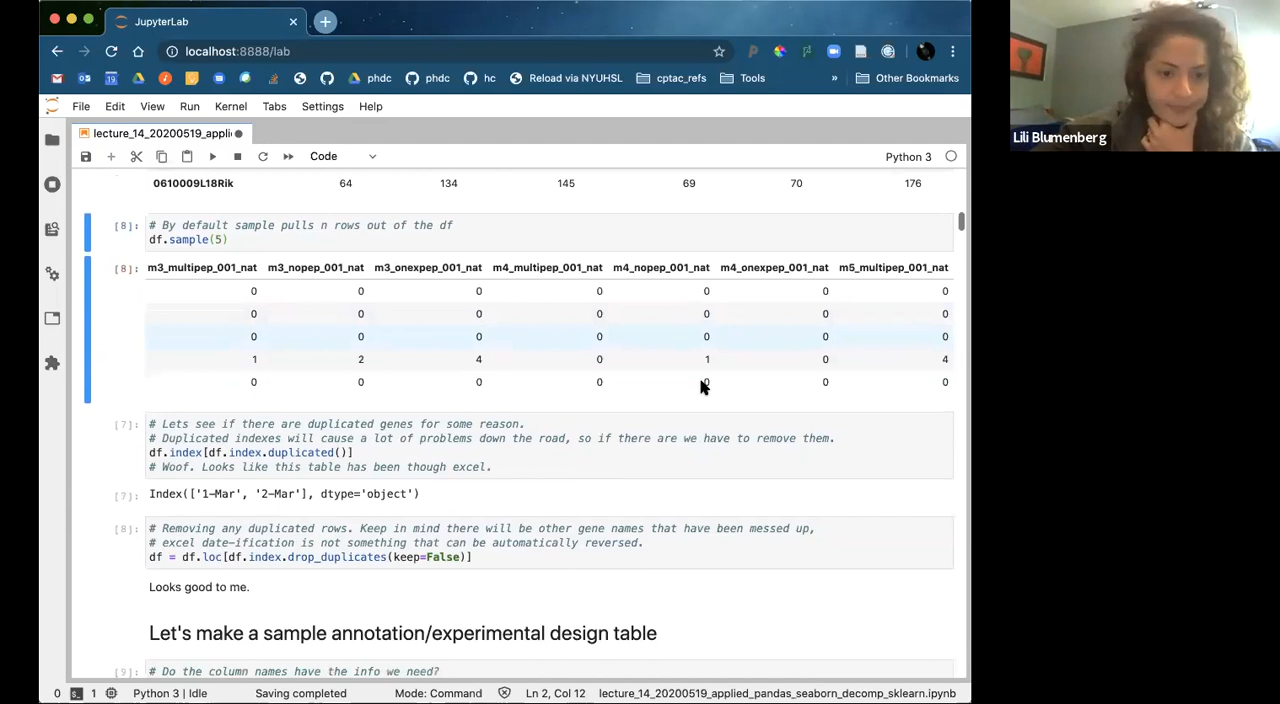 JupyterLab
localhost:8888/lab
phdc
phdc
hc
Reload via NYUHSL
cptac_refs
Tools
»
Other Bookmarks
File Edit View Run Kernel Tabs Settings Help
lecture_14_20200519_appli
Code
Python 3
0610009L18Rik 64 134 145 69 70 176
[8]: # By default sample pulls n rows out of the df
df.sample(5)
[8]: m3_multipep_001_nat m3_nopep_001_nat m3_onexpep_001_nat m4_multipep_001_nat m4_nopep_001_nat m4_onexpep_001_nat m5_multipep_001_nat
0 0 0 0 0 0 0
0 0 0 0 0 0 0
0 0 0 0 0 0 0
1 2 4 0 1 0 4
0 0 0 0 0 0 0
[7]: # Lets see if there are duplicated genes for some reason.
# Duplicated indexes will cause a lot of problems down the road, so if there are we have to remove them.
df.index[df.index.duplicated()]
# Woof. Looks like this table has been though excel.
[7]: Index(['1-Mar', '2-Mar'], dtype='object')
[8]: # Removing any duplicated rows. Keep in mind there will be other gene names that have been messed up,
# excel date-ification is not something that can be automatically reversed.
df = df.loc[df.index.drop_duplicates(keep=False)]
Looks good to me.
Let's make a sample annotation/experimental design table
[9]: # Do the column names have the info we need?
0 1 Python 3 | Idle Saving completed Mode: Command Ln 2, Col 12 lecture_14_20200519_applied_pandas_seaborn_decomp_sklearn.ipynb
Lili Blumenberg